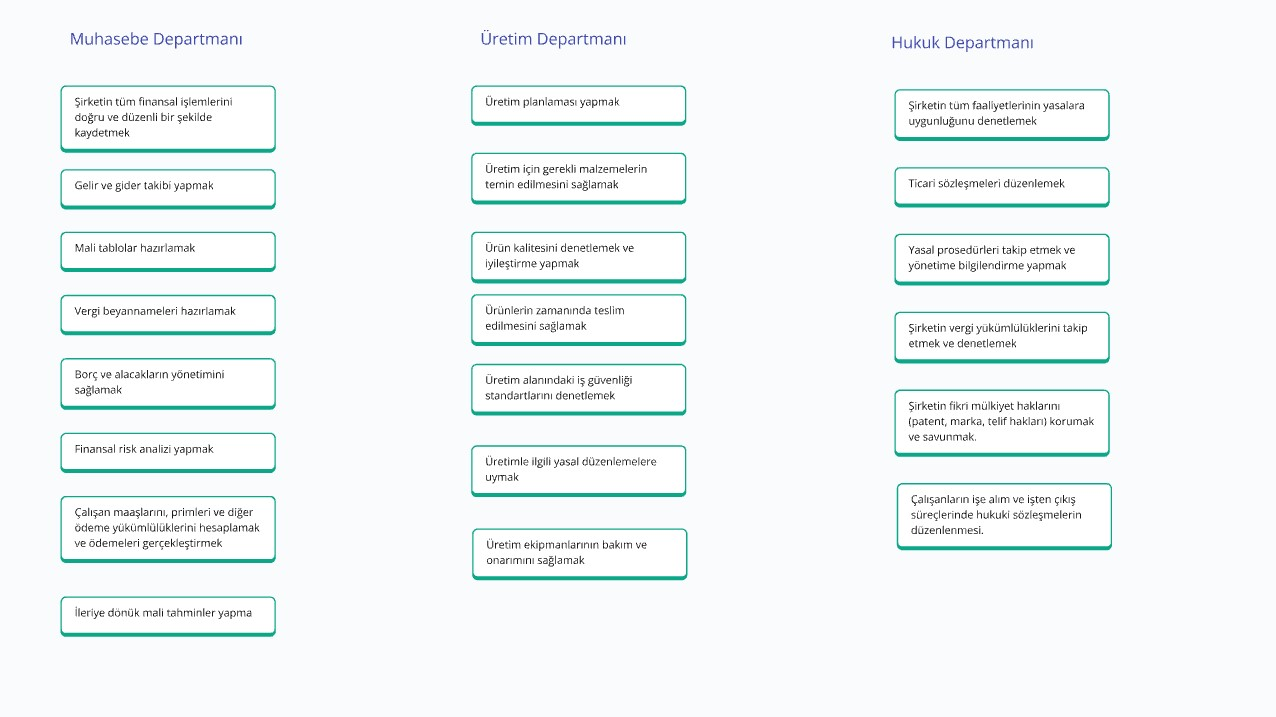 Muhasebe Departmanı
Şirketin tüm finansal işlemlerini
doğru ve düzenli bir şekilde
kaydetmek
Gelir ve gider takibi yapmak
Mali tablolar hazırlamak
Vergi beyannameleri hazırlamak
Borç ve alacakların yönetimini
sağlamak
Finansal risk analizi yapmak
Çalışan maaşlarını, primleri ve diğer
ödeme yükümlülüklerini hesaplamak
ve ödemeleri gerçekleştirmek
İleriye dönük mali tahminler yapma
Üretim Departmanı
Üretim planlaması yapmak
Üretim için gerekli malzemelerin
temin edilmesini sağlamak
Ürün kalitesini denetlemek ve
iyileştirme yapmak
Ürünlerin zamanında teslim
edilmesini sağlamak
Üretim alanındaki iş güvenliği
standartlarını denetlemek
Üretimle ilgili yasal düzenlemelere
uymak
Üretim ekipmanlarının bakım ve
onarımını sağlamak
Hukuk Departmanı
Şirketin tüm faaliyetlerinin yasalara
uygunluğunu denetlemek
Ticari sözleşmeleri düzenlemek
Yasal prosedürleri takip etmek ve
yönetime bilgilendirme yapmak
Şirketin vergi yükümlülüklerini takip
etmek ve denetlemek
Şirketin fikri mülkiyet haklarını
(patent, marka, telif hakları) korumak
ve savunmak.
Çalışanların işe alım ve işten çıkış
süreçlerinde hukuki sözleşmelerin
düzenlenmesi.